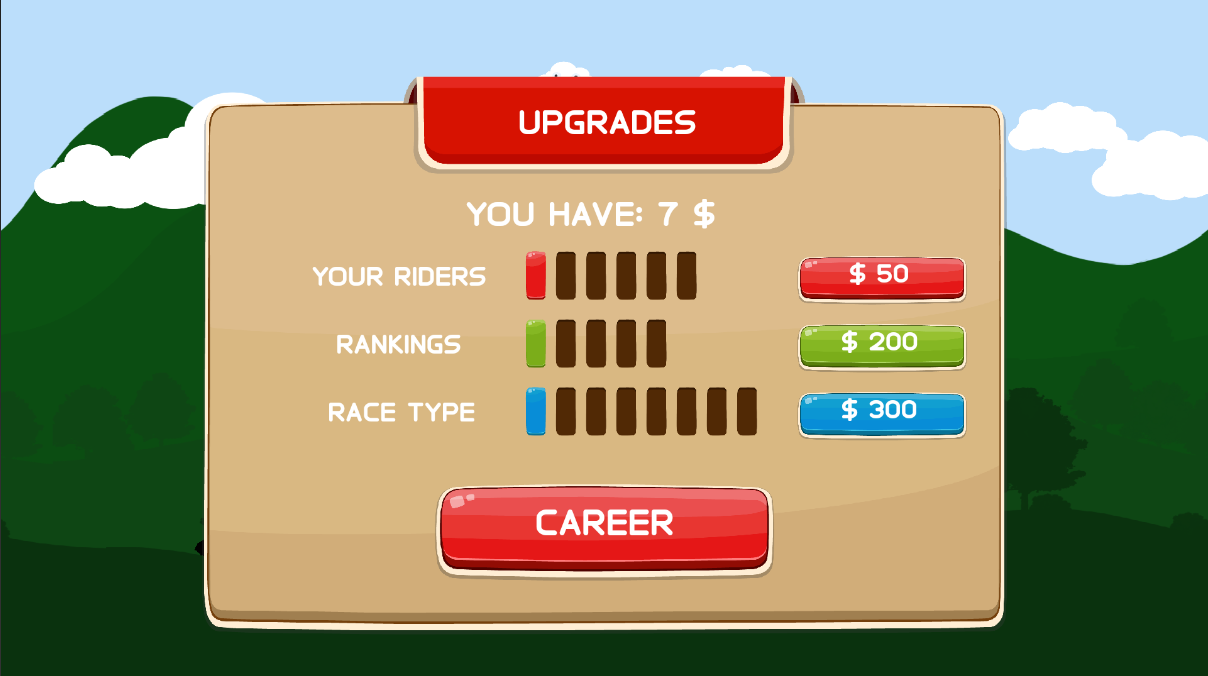 UPGRADES
YOU HAVE: 7 $
YOUR RIDERS $ 50
RANKINGS $ 200
RACE TYPE $ 300
CAREER